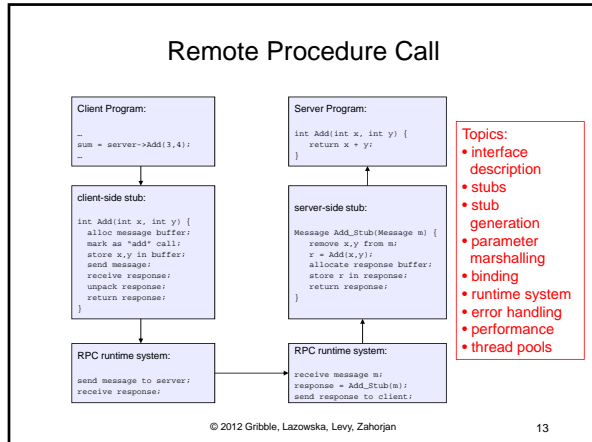 Remote Procedure Call
Client Program:
…
sum = server->Add(3,4);
…
client-side stub:
int Add(int x, int y) {
alloc message buffer;
mark as "add" call;
store x,y in buffer;
send message;
receive response;
unpack response;
return response;
}
RPC runtime system:
send message to server;
receive response;
Server Program:
int Add(int x, int y) {
return x + y;
}
server-side stub:
Message Add_Stub(Message m) {
remove x,y from m;
r = Add(x,y);
allocate response buffer;
store r in response;
return response;
}
RPC runtime system:
receive message m;
response = Add_Stub(m);
send response to client;
Topics:
• interface
description
• stubs
• stub
generation
• parameter
marshalling
• binding
• runtime system
• error handling
• performance
• thread pools
© 2012 Gribble, Lazowska, Levy, Zahorjan
13